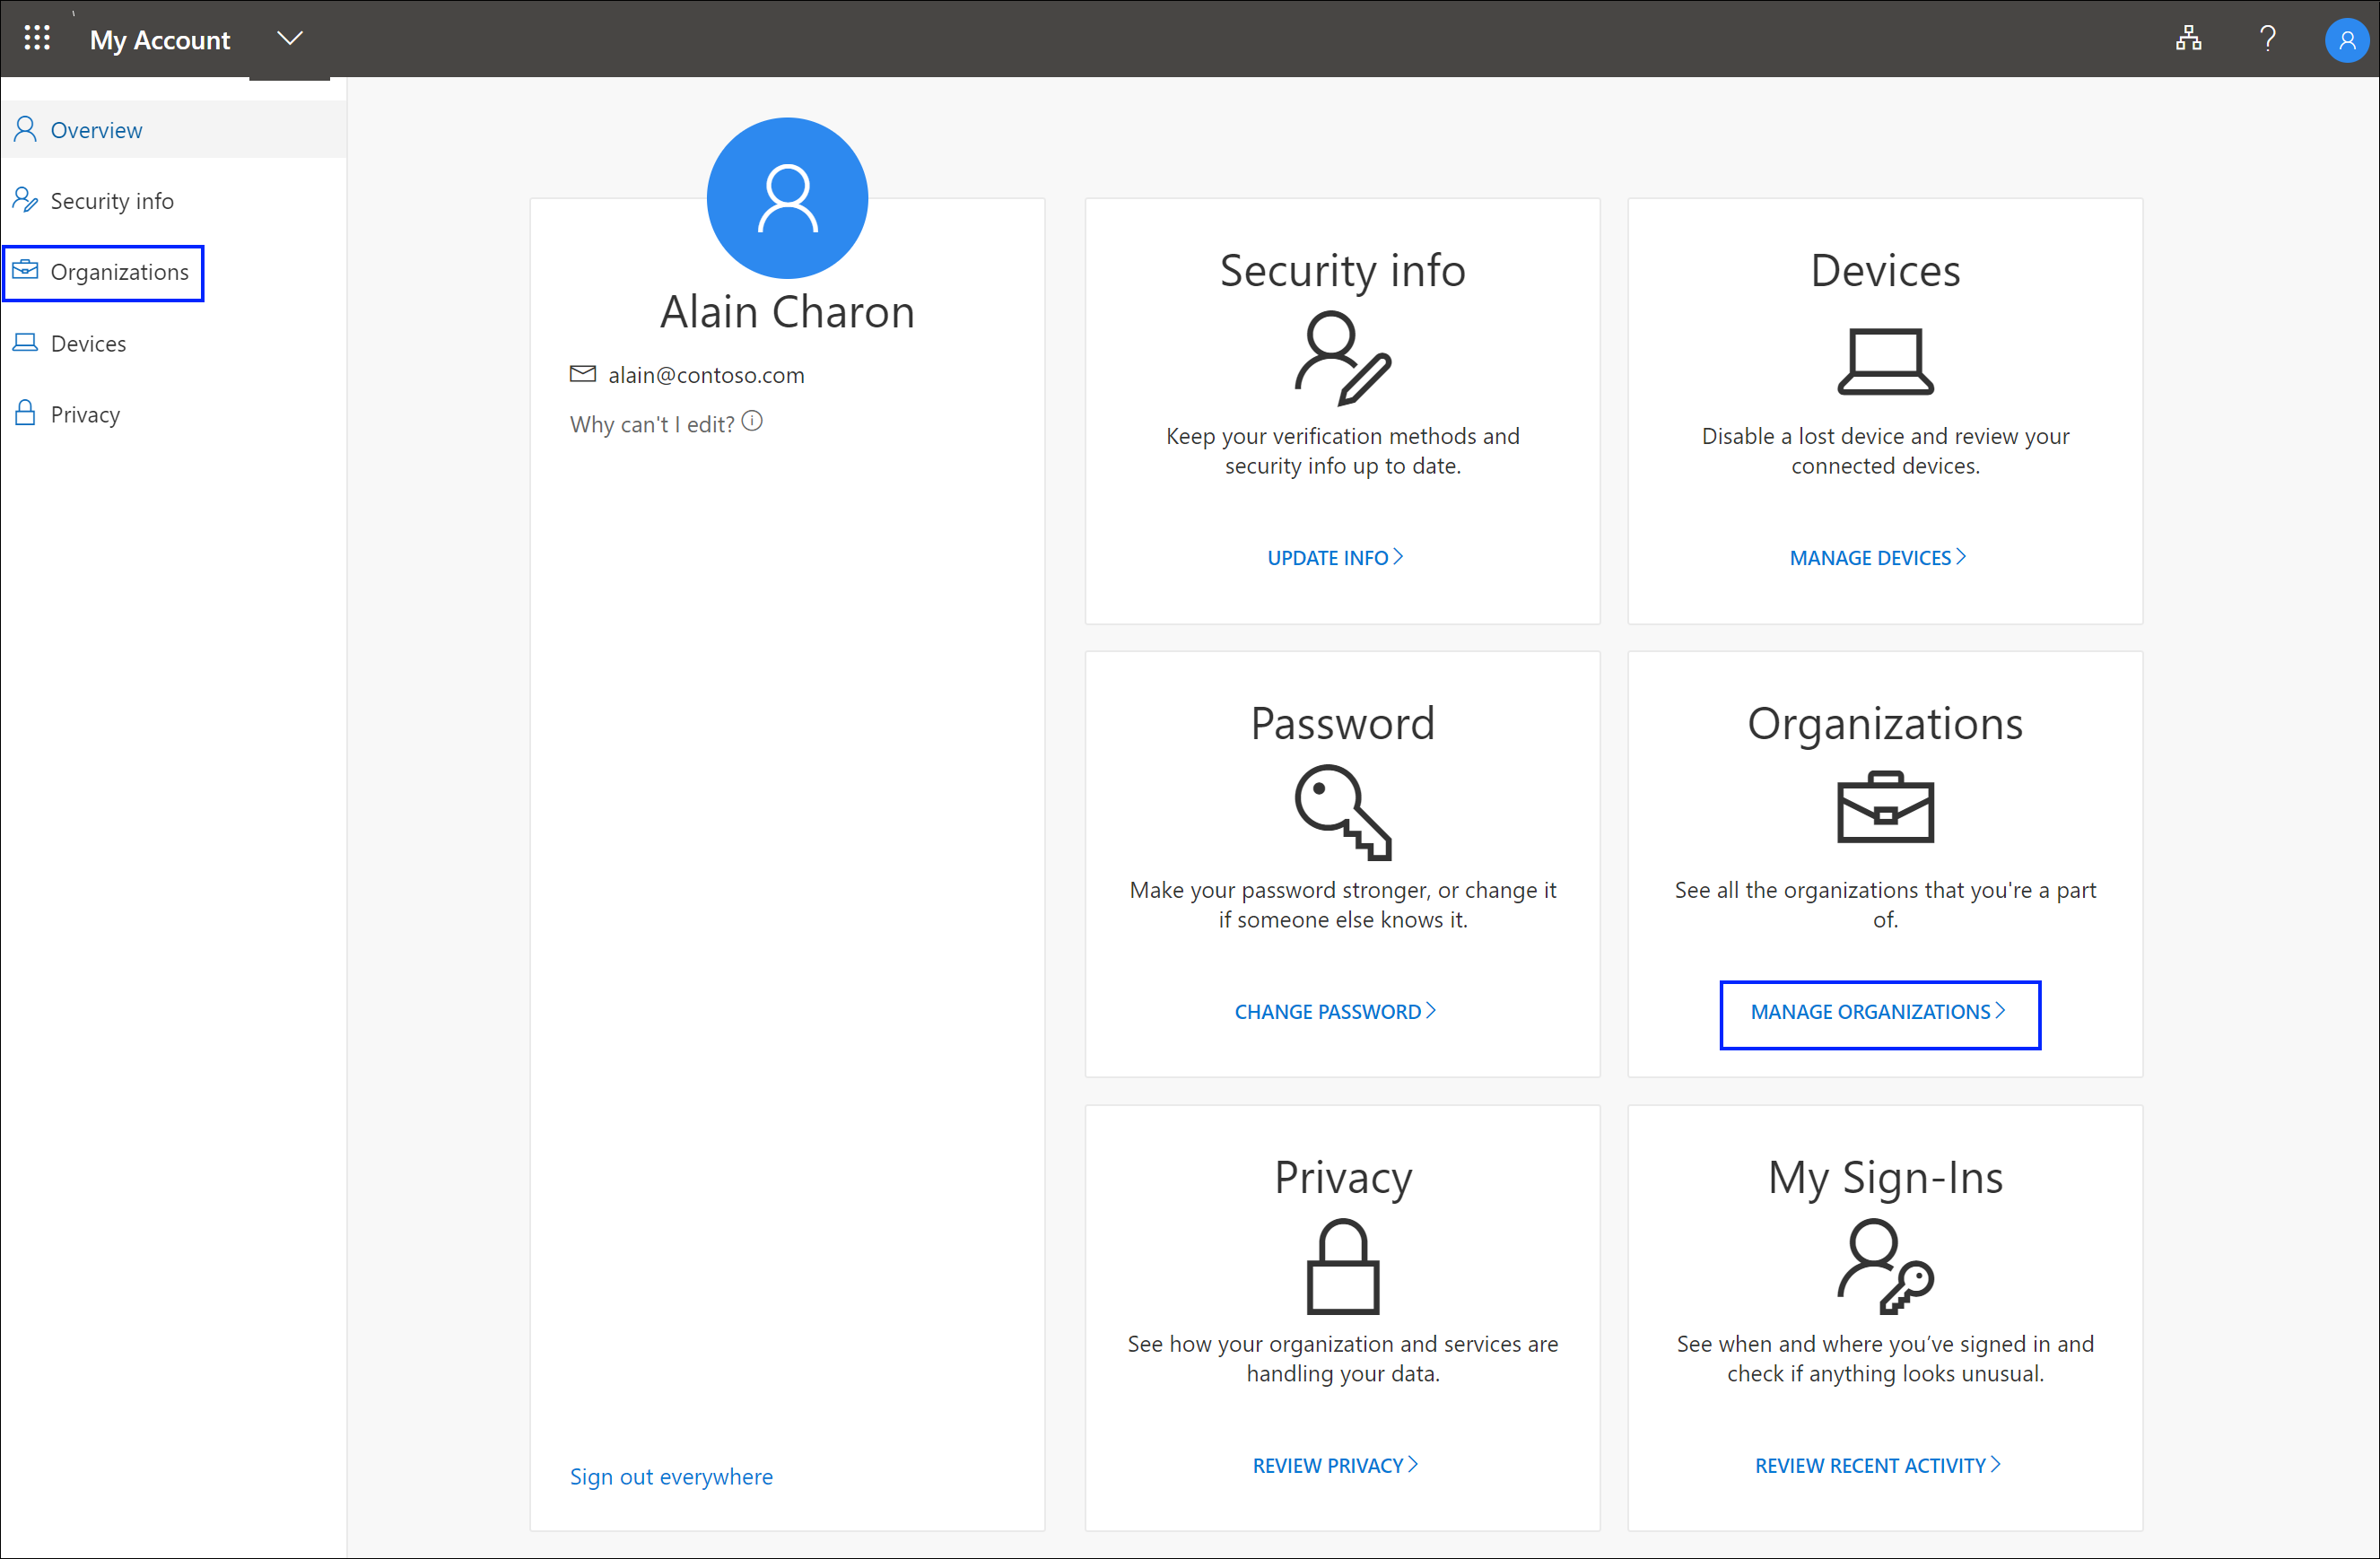 My Account
Overview
Security info
Organizations
Devices
Privacy
Alain Charon
alain@contoso.com
Why can't I edit?
Sign out everywhere
Security info
Keep your verification methods and
security info up to date.
UPDATE INFO
Devices
Disable a lost device and review your
connected devices.
MANAGE DEVICES
Password
Make your password stronger, or change it
if someone else knows it.
CHANGE PASSWORD
Organizations
See all the organizations that you're a part
of.
MANAGE ORGANIZATIONS
Privacy
See how your organization and services are
handling your data.
REVIEW PRIVACY
My Sign-Ins
See when and where you’ve signed in and
check if anything looks unusual.
REVIEW RECENT ACTIVITY